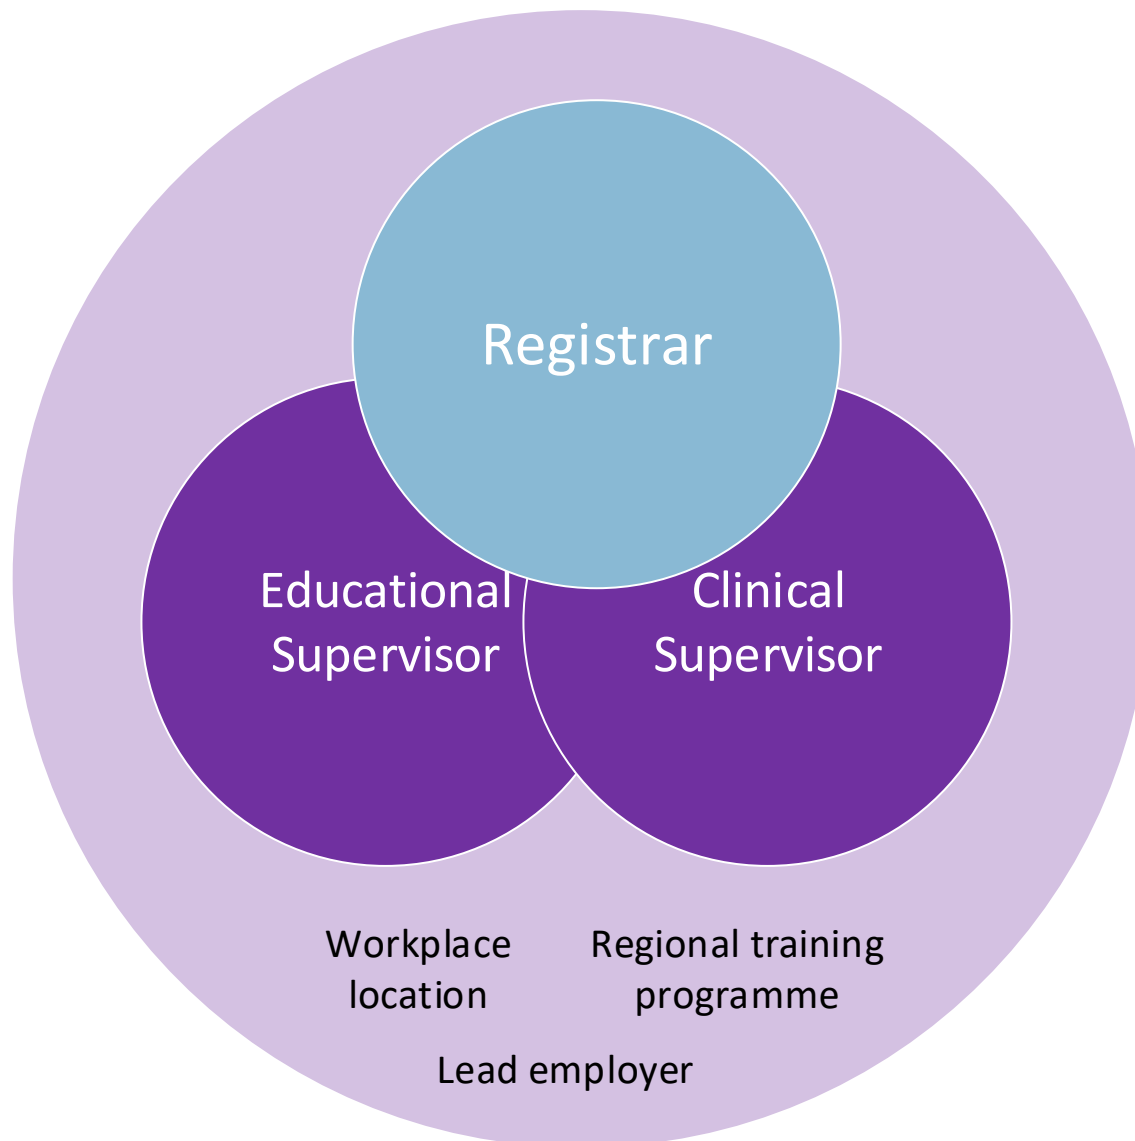 Registrar
Educational
Supervisor
Clinical
Supervisor
Workplace
location
Regional training
programme
Lead employer